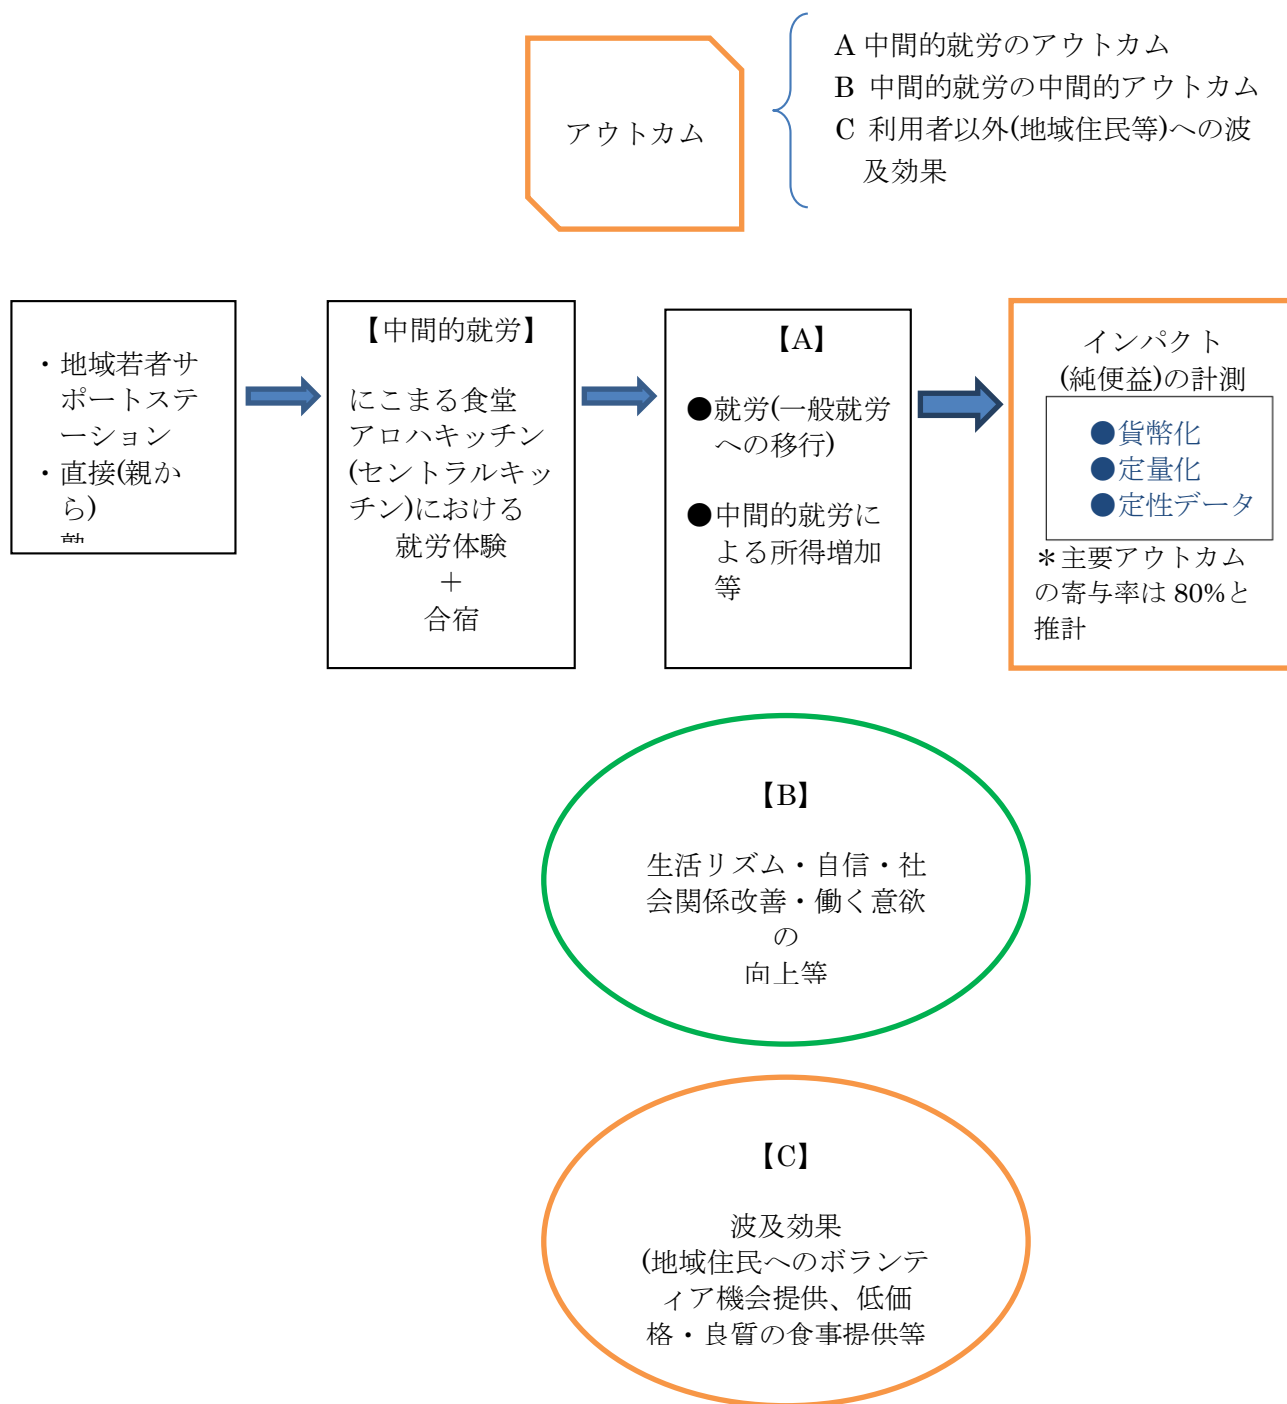 アウトカム
A 中間的就労のアウトカム
B 中間的就労の中間的アウトカム
C 利用者以外(地域住民等)への波
及効果
・地域若者サ
ポートステ
ーション
・直接(親か
ら)
【中間的就労】
にこまる食堂
アロハキッチン
(セントラルキッ
チン)における
就労体験
＋
合宿
【A】
●就労(一般就労
への移行)
●中間的就労に
よる所得増加
等
インパクト
(純便益)の計測
●貨幣化
●定量化
●定性データ
＊主要アウトカム
の寄与率は 80%と
推計
【B】
生活リズム・自信・社
会関係改善・働く意欲
の
向上等
【C】
波及効果
(地域住民へのボランテ
ィア機会提供、低価
格・良質の食事提供等